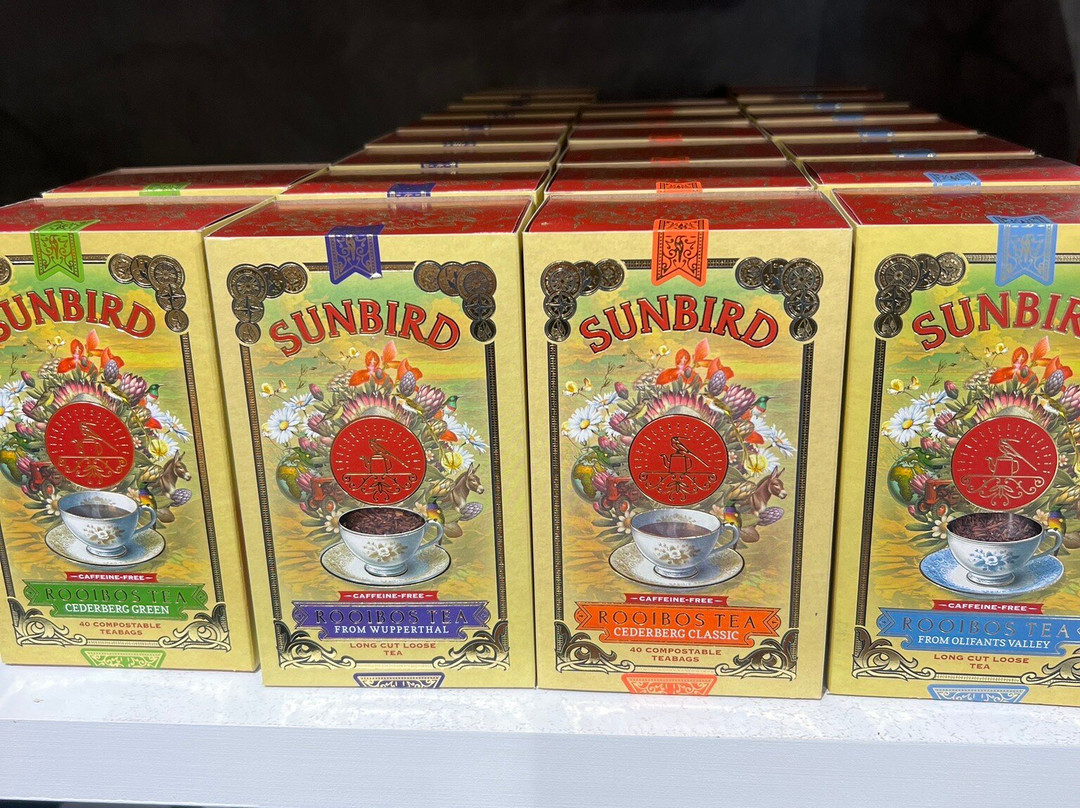 SUNBIRD
CAFFEINE-FREE
ROOIBOS TEA
CEDERBERG GREEN
40 COMPOSTABLE
TEABAGS
SUNBIRD
CAFFEINE-FREE
ROOIBOS TEA
FROM WUPPERTHAL
LONG CUT LOOSE
TEA
SUNBIRD
CAFFEINE-FREE
ROOIBOS TEA
CEDERBERG CLASSIC
40 COMPOSTABLE
TEABAGS
SUNBIR
CAFFEINE-FREE
ROOIBOS TEA
FROM OLIFANTS VALLEY
LONG CUT LOOSE
TEA